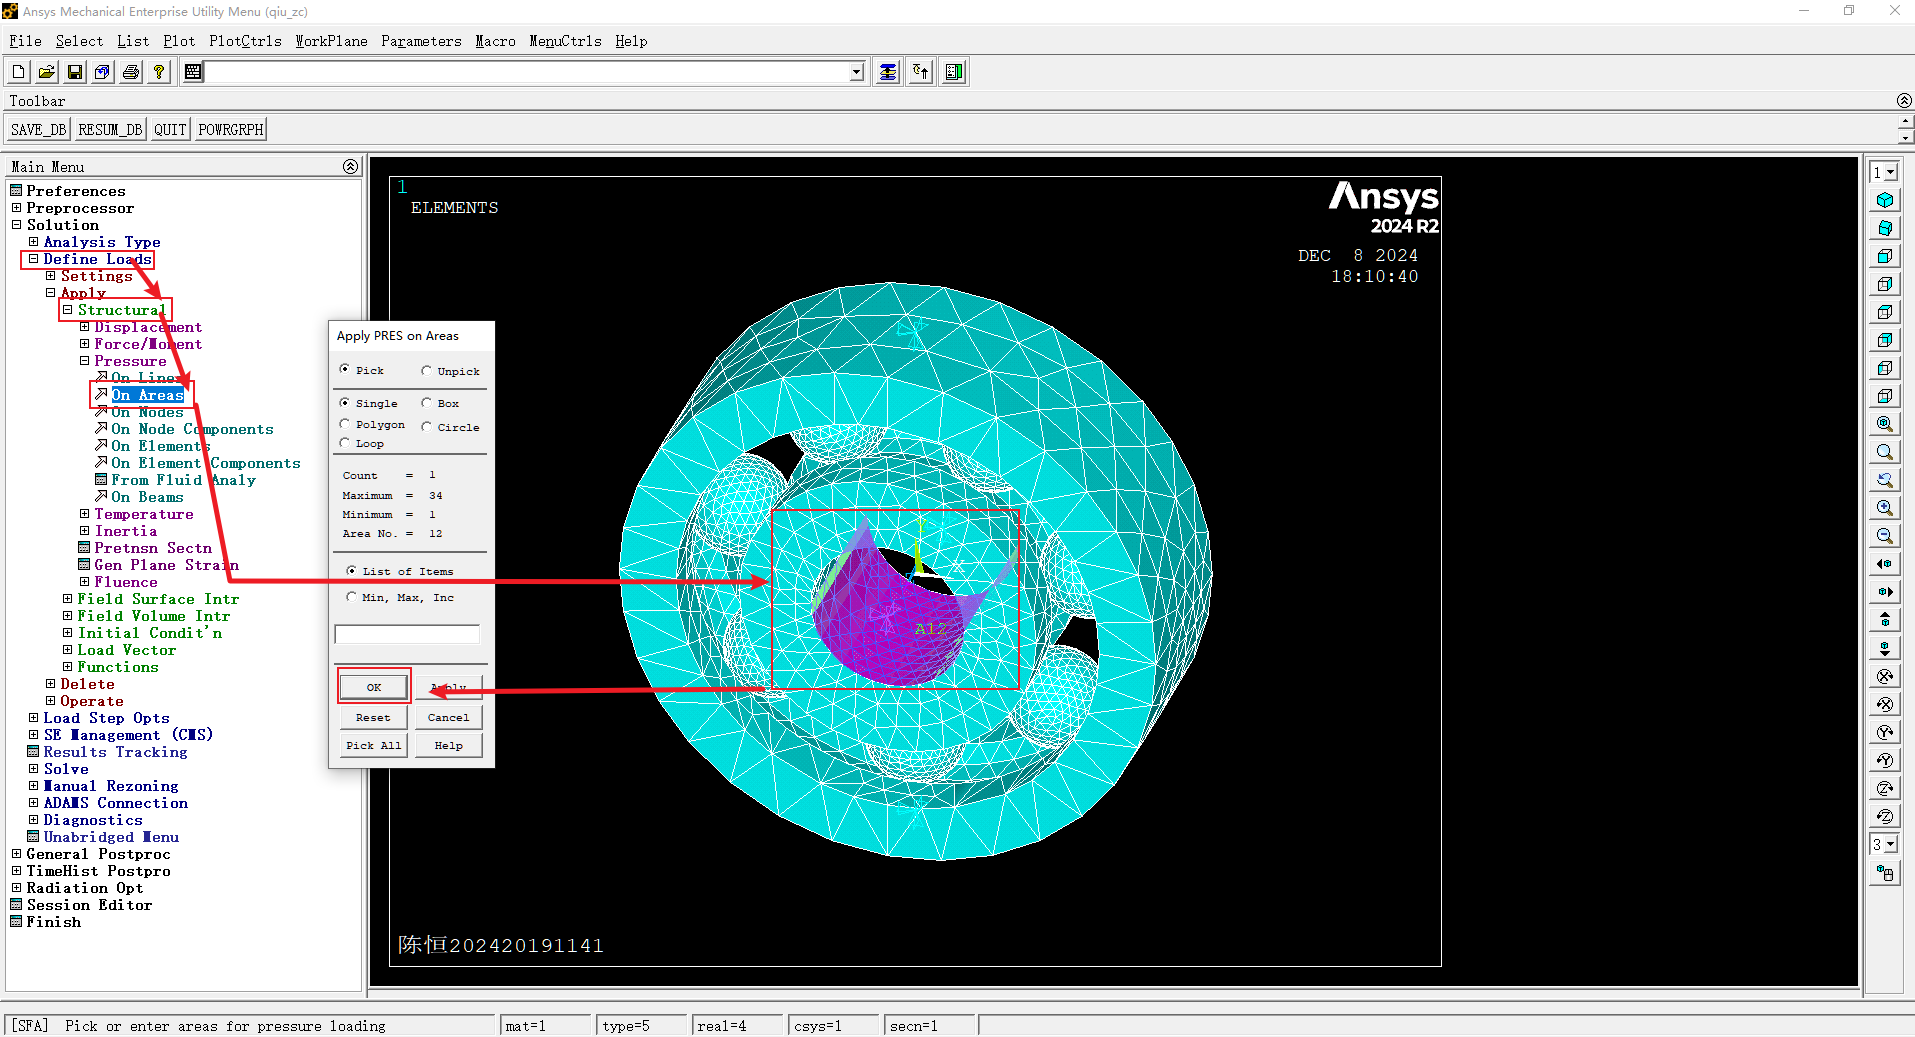 Ansys Mechanical Enterprise Utility Menu (qiu_zc)
File Select List Plot PlotCtrls WorkPlane Parameters Macro MenuCtrls Help
Toolbar
SAVE_DB RESUM_DB QUIT POWRGRPH
Main Menu
Preferences
Preprocessor
Solution
Analysis Type
Define Loads
Settings
Apply
Structural
Displacement
Force/Moment
Pressure
On Lines
On Areas
On Nodes
On Node Components
On Elements
On Element Components
From Fluid Analy
On Beams
Temperature
Inertia
Pretnsn Sectn
Gen Plane Strain
Fluence
Field Surface Intr
Field Volume Intr
Initial Condit'n
Load Vector
Functions
Delete
Operate
Load Step Opts
SE Management (CMS)
Results Tracking
Solve
Manual Rezoning
ADAMS Connection
Diagnostics
Unabridged Menu
General Postproc
TimeHist Postpro
Radiation Opt
Session Editor
Finish
Apply PRES on Areas
Pick Unpick
Single Box
Polygon Circle
Loop
Count = 1
Maximum = 34
Minimum = 1
Area No. = 12
List of Items
Min, Max, Inc
OK Apply
Reset Cancel
Pick All Help
1
ELEMENTS
Ansys
2024 R2
DEC 8 2024
18:10:40
A12
陈恒202420191141
1
3
[SFA] Pick or enter areas for pressure loading
mat=1 type=5 real=4 csys=1 secn=1